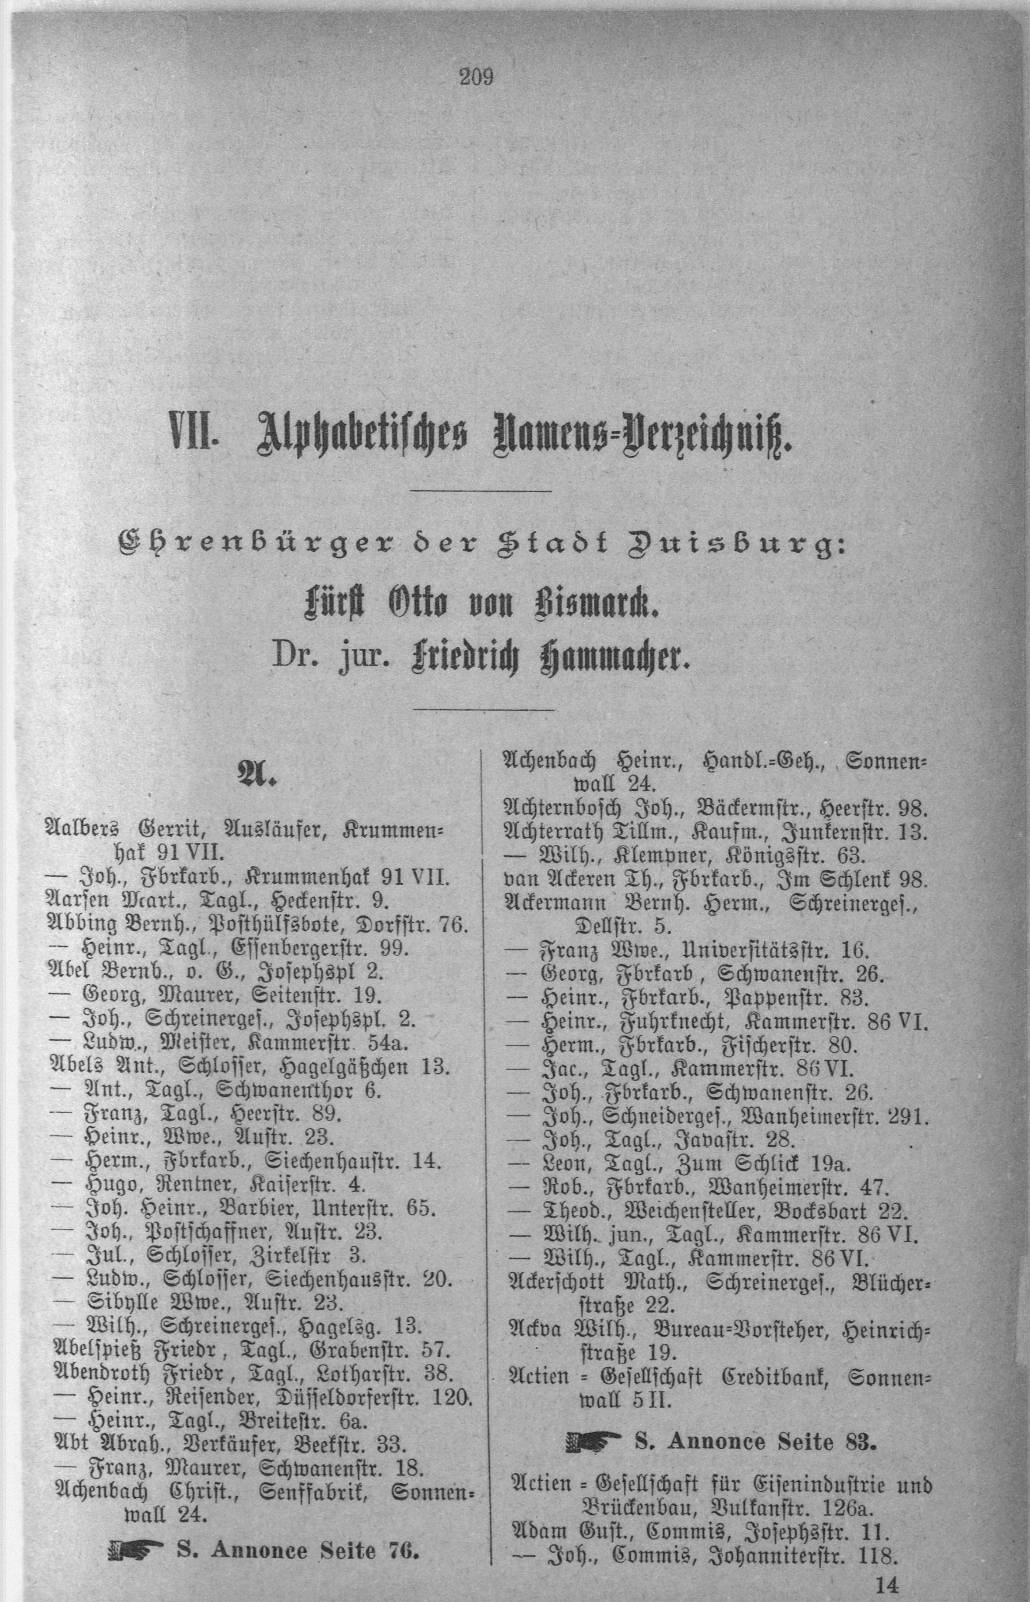 209
VII. Alphabetisches Namens=Verzeichniß.
Ehrenbürger der Stadt Duisburg:
Fürst Otto von Bismarck.
Dr. jur. Friedrich Hammacher.
A.
Aalbers Gerrit, Ausläufer, Krummen=
hak 91 VII.
— Joh., Fbrkarb., Krummenhak 91 VII.
Aarsen Mart., Tagl., Heckenstr. 9.
Abbing Bernh., Posthülfsbote, Dorfstr. 76.
— Heinr., Tagl., Essenbergerstr. 99.
Abel Bernh., o. G., Josephspl 2.
— Georg, Maurer, Seitenstr. 19.
— Joh., Schreinerges., Josephspl. 2.
— Ludw., Meister, Kammerstr. 54a.
Abels Ant., Schlosser, Hagelgäßchen 13.
— Ant., Tagl., Schwanenthor 6.
— Franz, Tagl., Heerstr. 89.
— Heinr., Wwe., Austr. 23.
— Herm., Fbrkarb., Siechenhaustr. 14.
— Hugo, Rentner, Kaiserstr. 4.
— Joh. Heinr., Barbier, Unterstr. 65.
— Joh., Postschaffner, Austr. 23.
— Jul., Schlosser, Zirkelstr 3.
— Ludw., Schlosser, Siechenhausstr. 20.
— Sibylle Wwe., Austr. 23.
— Wilh., Schreinerges., Hagelsg. 13.
Abelspieß Friedr, Tagl., Grabenstr. 57.
Abendroth Friedr, Tagl., Lotharstr. 38.
— Heinr., Reisender, Düsseldorferstr. 120.
— Heinr., Tagl., Breitestr. 6a.
Abt Abrah., Verkäufer, Beekstr. 33.
— Franz, Maurer, Schwanenstr. 18.
Achenbach Christ., Senffabrik, Sonnen=
wall 24.
☛ S. Annonce Seite 76.
Achenbach Heinr., Handl.=Geh., Sonnen=
wall 24.
Achternbosch Joh., Bäckermstr., Heerstr. 98.
Achterrath Tillm., Kaufm., Junkernstr. 13.
— Wilh., Klempner, Königsstr. 63.
van Ackeren Th., Fbrkarb., Im Schlenk 98.
Ackermann Bernh. Herm., Schreinerges.,
Dellstr. 5.
— Franz Wwe., Universitätsstr. 16.
— Georg, Fbrkarb, Schwanenstr. 26.
— Heinr., Fbrkarb., Pappenstr. 83.
— Heinr., Fuhrknecht, Kammerstr. 86 VI.
— Herm., Fbrkarb., Fischerstr. 80.
— Jac., Tagl., Kammerstr. 86 VI.
— Joh., Fbrkarb., Schwanenstr. 26.
— Joh., Schneiderges., Wanheimerstr. 291.
— Joh., Tagl., Javastr. 28.
— Leon, Tagl., Zum Schlick 19a.
— Rob., Fbrkarb., Wanheimerstr. 47.
— Theod., Weichensteller, Bocksbart 22.
— Wilh. jun., Tagl., Kammerstr. 86 VI.
— Wilh., Tagl., Kammerstr. 86 VI.
Ackerschott Math., Schreinerges., Blücher=
straße 22.
Ackva Wilh., Bureau=Vorsteher, Heinrich=
straße 19.
Actien = Gesellschaft Creditbank, Sonnen=
wall 5 II.
☛ S. Annonce Seite 83.
Actien = Gesellschaft für Eisenindustrie und
Brückenbau, Vulkanstr. 126a.
Adam Gust., Commis, Josephsstr. 11.
— Joh., Commis, Johanniterstr. 118.
14